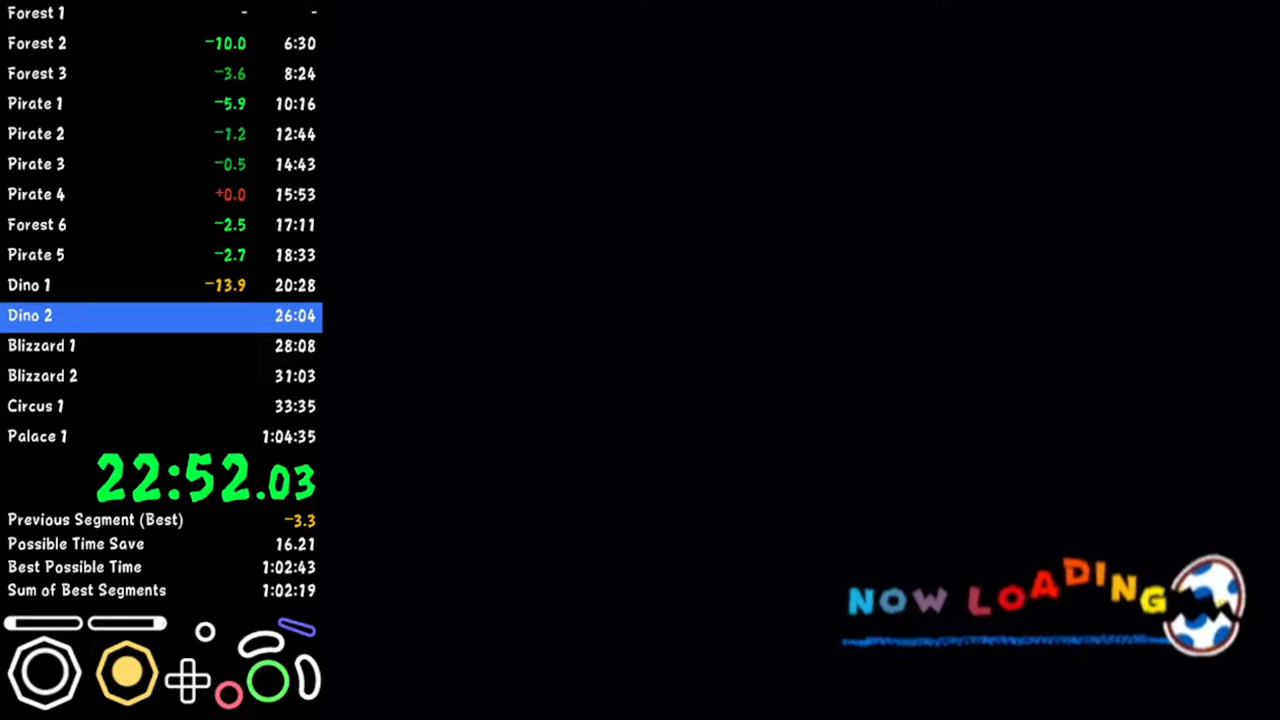 Forest 1 - -
Forest 2 -10.0 6:30
Forest 3 -3.6 8:24
Pirate 1 -5.9 10:16
Pirate 2 -1.2 12:44
Pirate 3 -0.5 14:43
Pirate 4 +0.0 15:53
Forest 6 -2.5 17:11
Pirate 5 -2.7 18:33
Dino 1 -13.9 20:28
Dino 2 26:04
Blizzard 1 28:08
Blizzard 2 31:03
Circus 1 33:35
Palace 1 1:04:35
22:52.03
Previous Segment (Best) -3.3
Possible Time Save 16.21
Best Possible Time 1:02:43
Sum of Best Segments 1:02:19
NOW LOADING